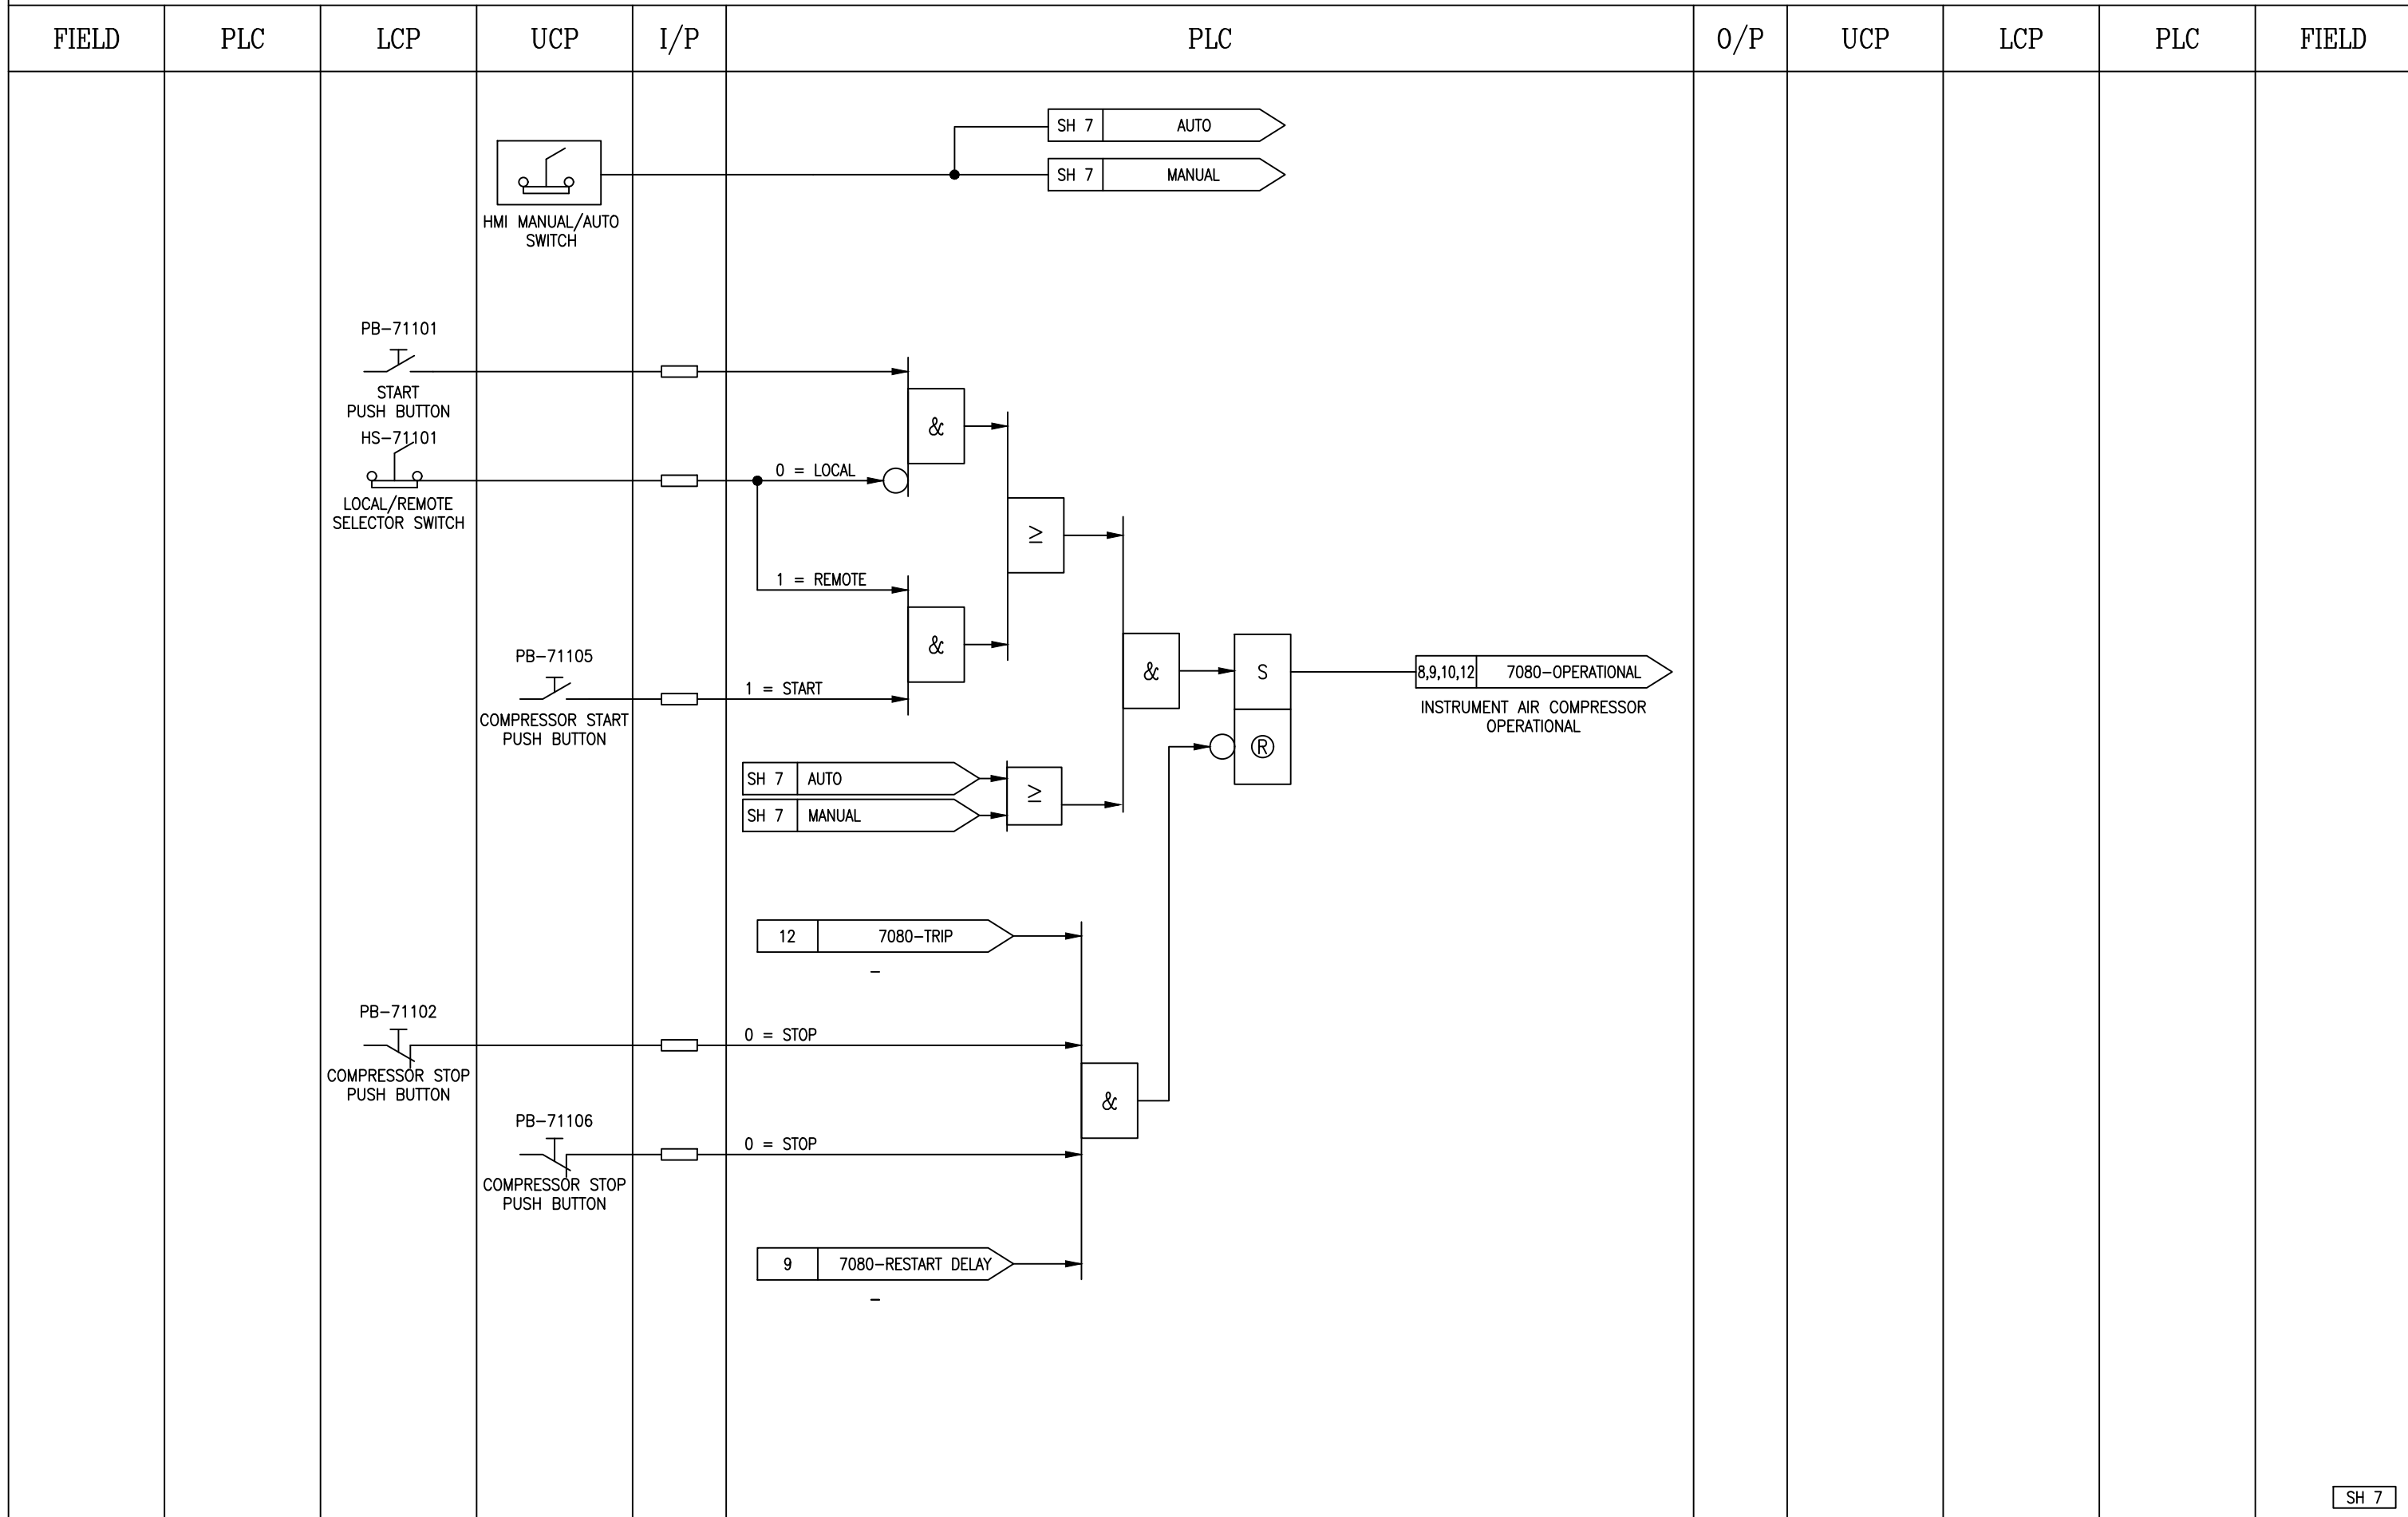 FIELD PLC LCP UCP I/P PLC O/P UCP LCP PLC FIELD
SH 7 AUTO
SH 7 MANUAL
HMI MANUAL/AUTO
SWITCH
PB-71101
START
PUSH BUTTON
&
HS-71101
0 = LOCAL
LOCAL/REMOTE
SELECTOR SWITCH
≥
1 = REMOTE
&
PB-71105
1 = START
COMPRESSOR START
PUSH BUTTON
&
S
8,9,10,12 7080-OPERATIONAL
INSTRUMENT AIR COMPRESSOR
OPERATIONAL
Ⓡ
SH 7 AUTO
≥
SH 7 MANUAL
12 7080-TRIP
-
PB-71102
0 = STOP
COMPRESSOR STOP
PUSH BUTTON
&
PB-71106
0 = STOP
COMPRESSOR STOP
PUSH BUTTON
9 7080-RESTART DELAY
-
SH 7